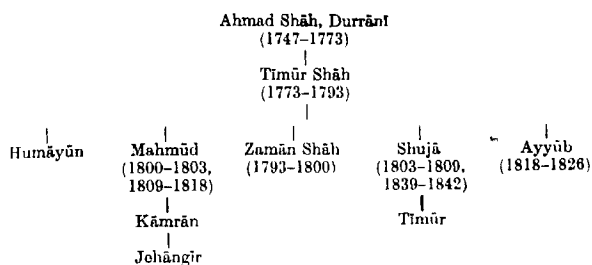 Ahmad Shāh, Durrānī
(1747–1773)
Tīmūr Shāh
(1773–1793)
Humāyūn Mahmūd Zamān Shāh Shujā Ayyūb
(1800–1803, (1793–1800) (1803–1809, (1818–1826)
1809–1818) 1839–1842)
Kāmrān Tīmūr
Jehāngīr